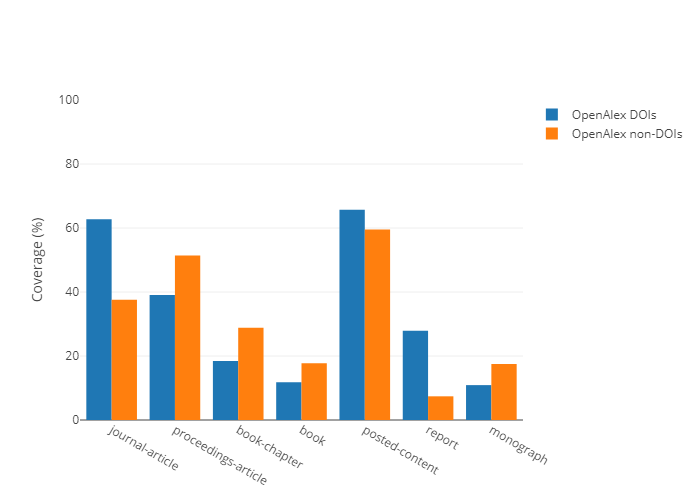 100
80
60
40
20
0
Coverage (%)
journal-article
proceedings-article
book-chapter
book
posted-content
report
monograph
OpenAlex DOIs
OpenAlex non-DOIs